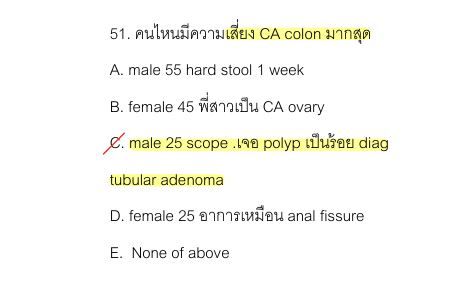 51. คนไหนมีความเสี่ยง CA colon มากสุด
A. male 55 hard stool 1 week
B. female 45 พี่สาวเป็น CA ovary
C. male 25 scope .เจอ polyp เป็นร้อย diag
tubular adenoma
D. female 25 อาการเหมือน anal fissure
E. None of above